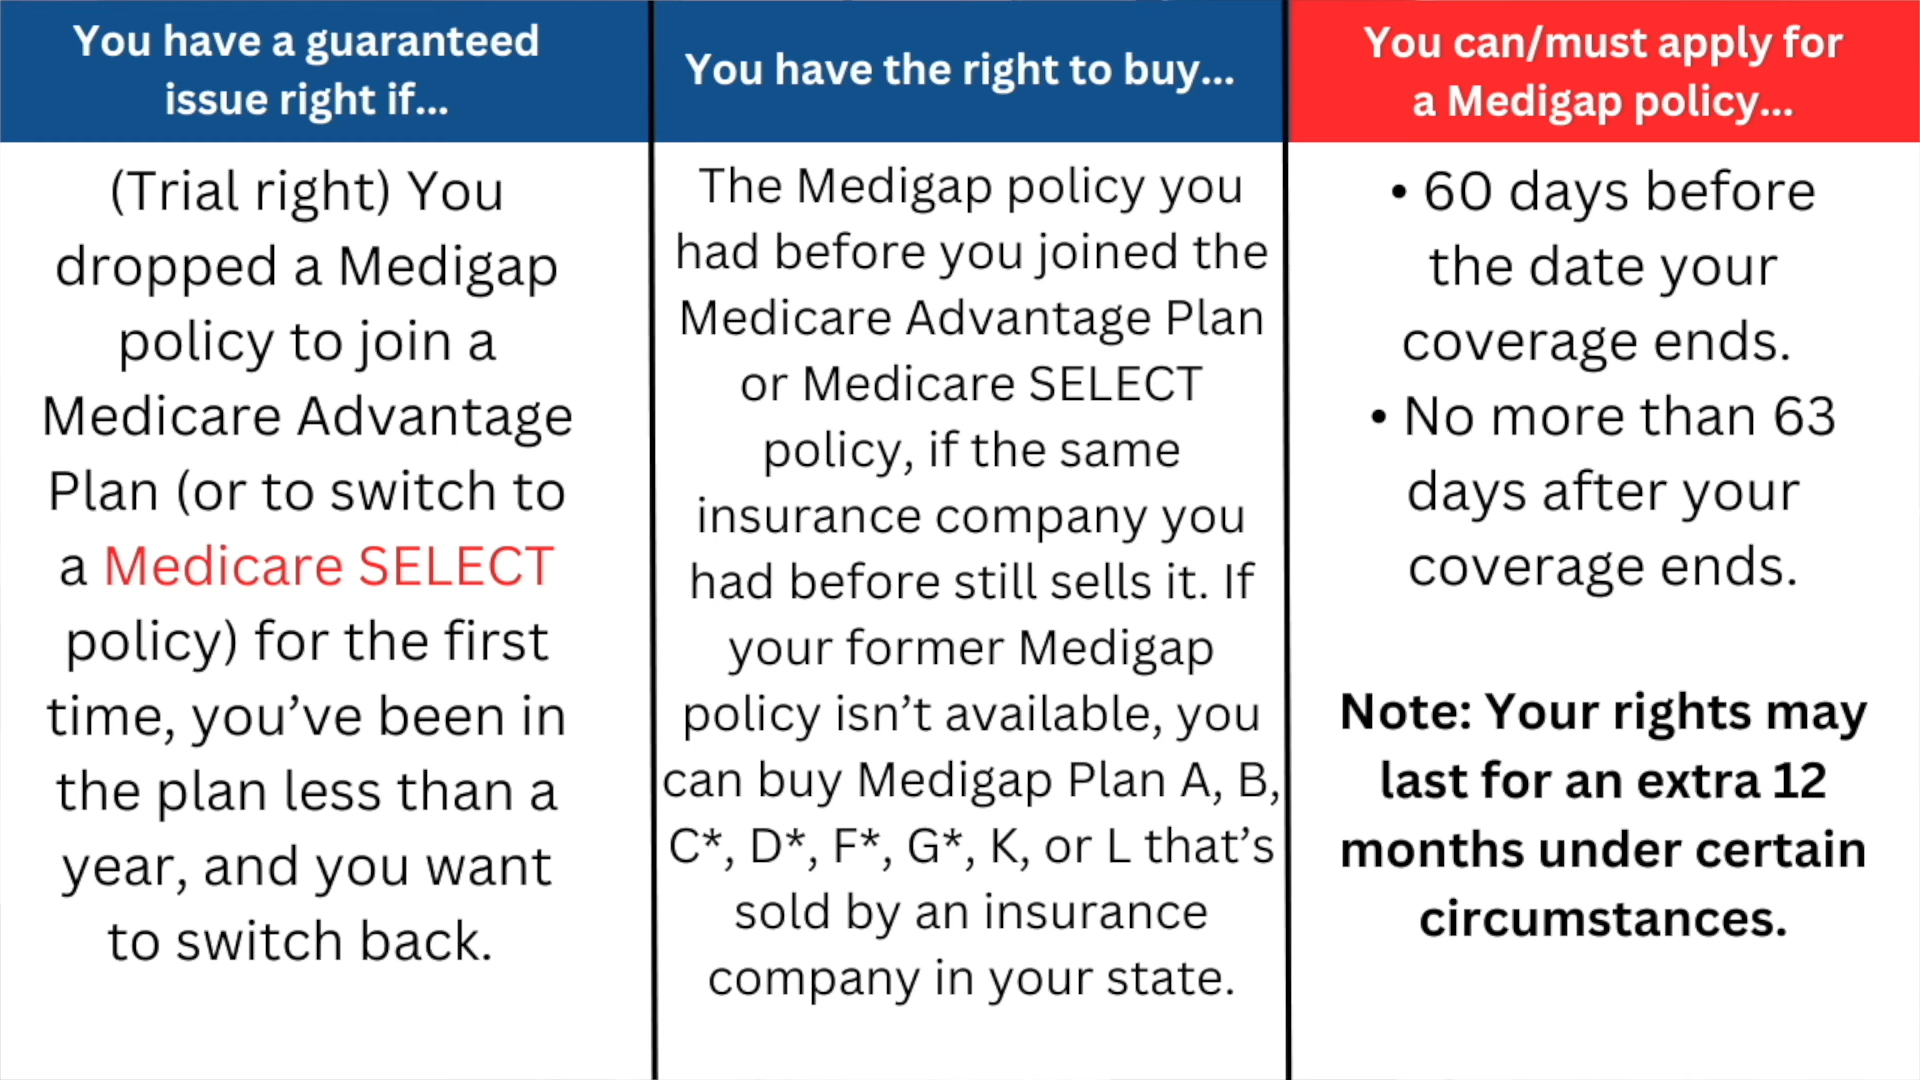 You have a guaranteed
issue right if...
(Trial right) You
dropped a Medigap
policy to join a
Medicare Advantage
Plan (or to switch to
a Medicare SELECT
policy) for the first
time, you’ve been in
the plan less than a
year, and you want
to switch back.
You have the right to buy...
The Medigap policy you
had before you joined the
Medicare Advantage Plan
or Medicare SELECT
policy, if the same
insurance company you
had before still sells it. If
your former Medigap
policy isn’t available, you
can buy Medigap Plan A, B,
C*, D*, F*, G*, K, or L that’s
sold by an insurance
company in your state.
You can/must apply for
a Medigap policy...
• 60 days before
the date your
coverage ends.
• No more than 63
days after your
coverage ends.
Note: Your rights may
last for an extra 12
months under certain
circumstances.